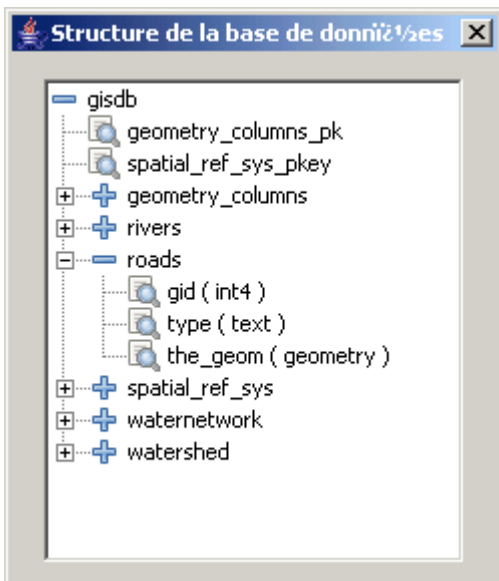 Structure de la base de donnï¿½es
gisdb
geometry_columns_pk
spatial_ref_sys_pkey
geometry_columns
rivers
roads
gid ( int4 )
type ( text )
the_geom ( geometry )
spatial_ref_sys
waternetwork
watershed